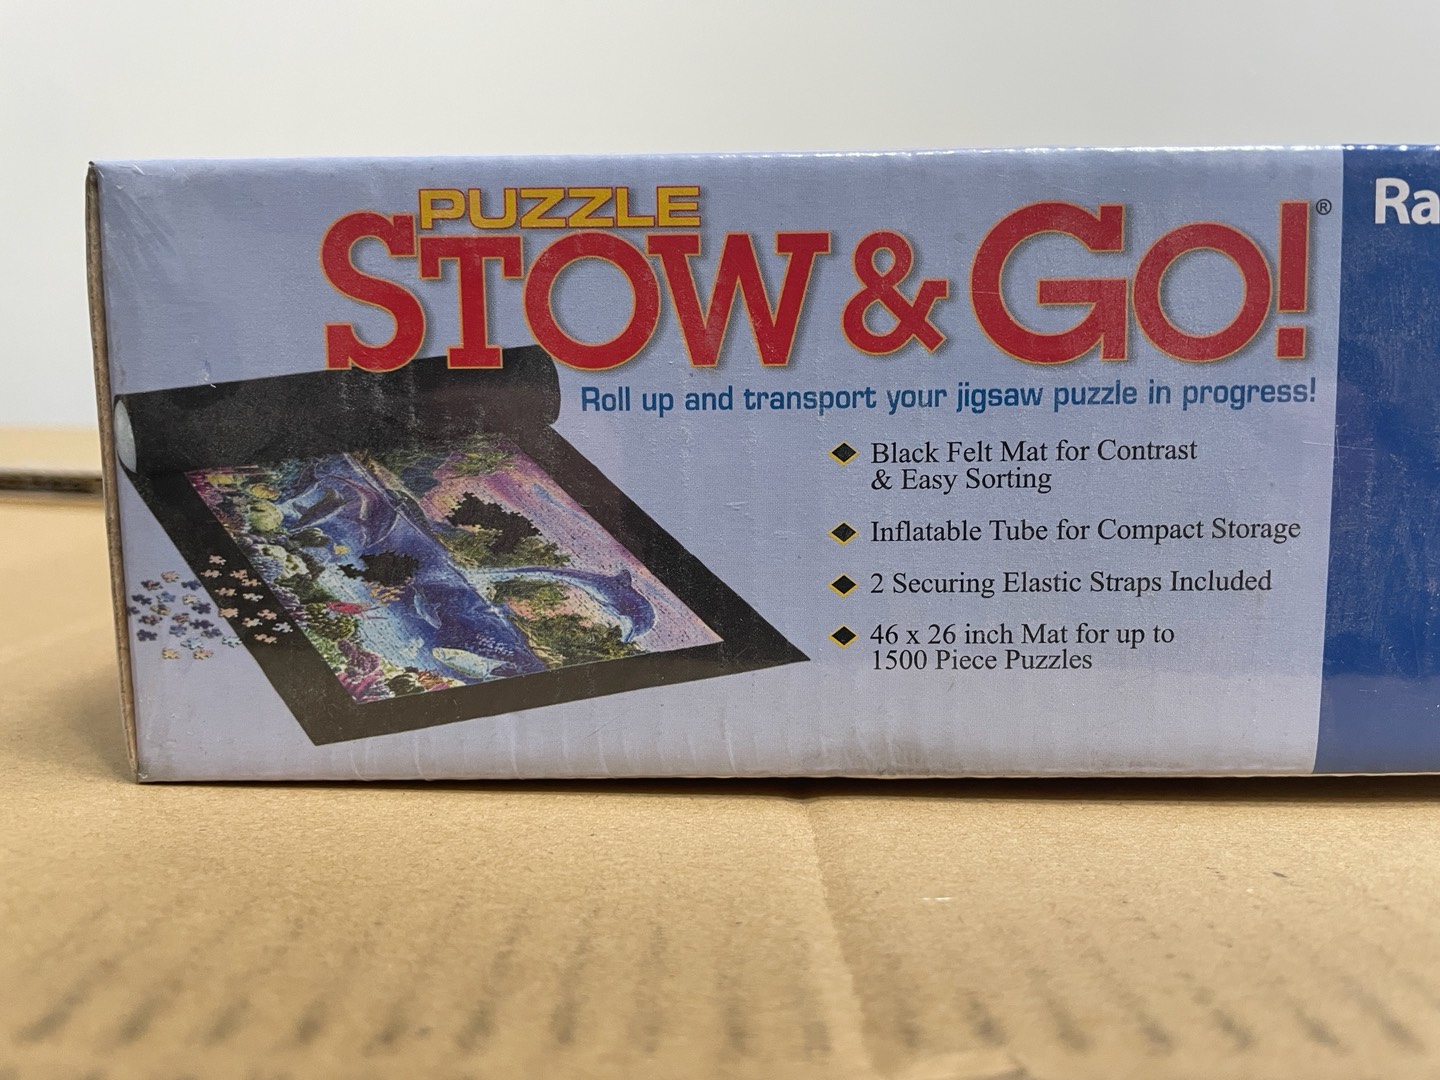 PUZZLE
STOW & GO!®
Roll up and transport your jigsaw puzzle in progress!
Black Felt Mat for Contrast
& Easy Sorting
Inflatable Tube for Compact Storage
2 Securing Elastic Straps Included
46 x 26 inch Mat for up to
1500 Piece Puzzles
Ra